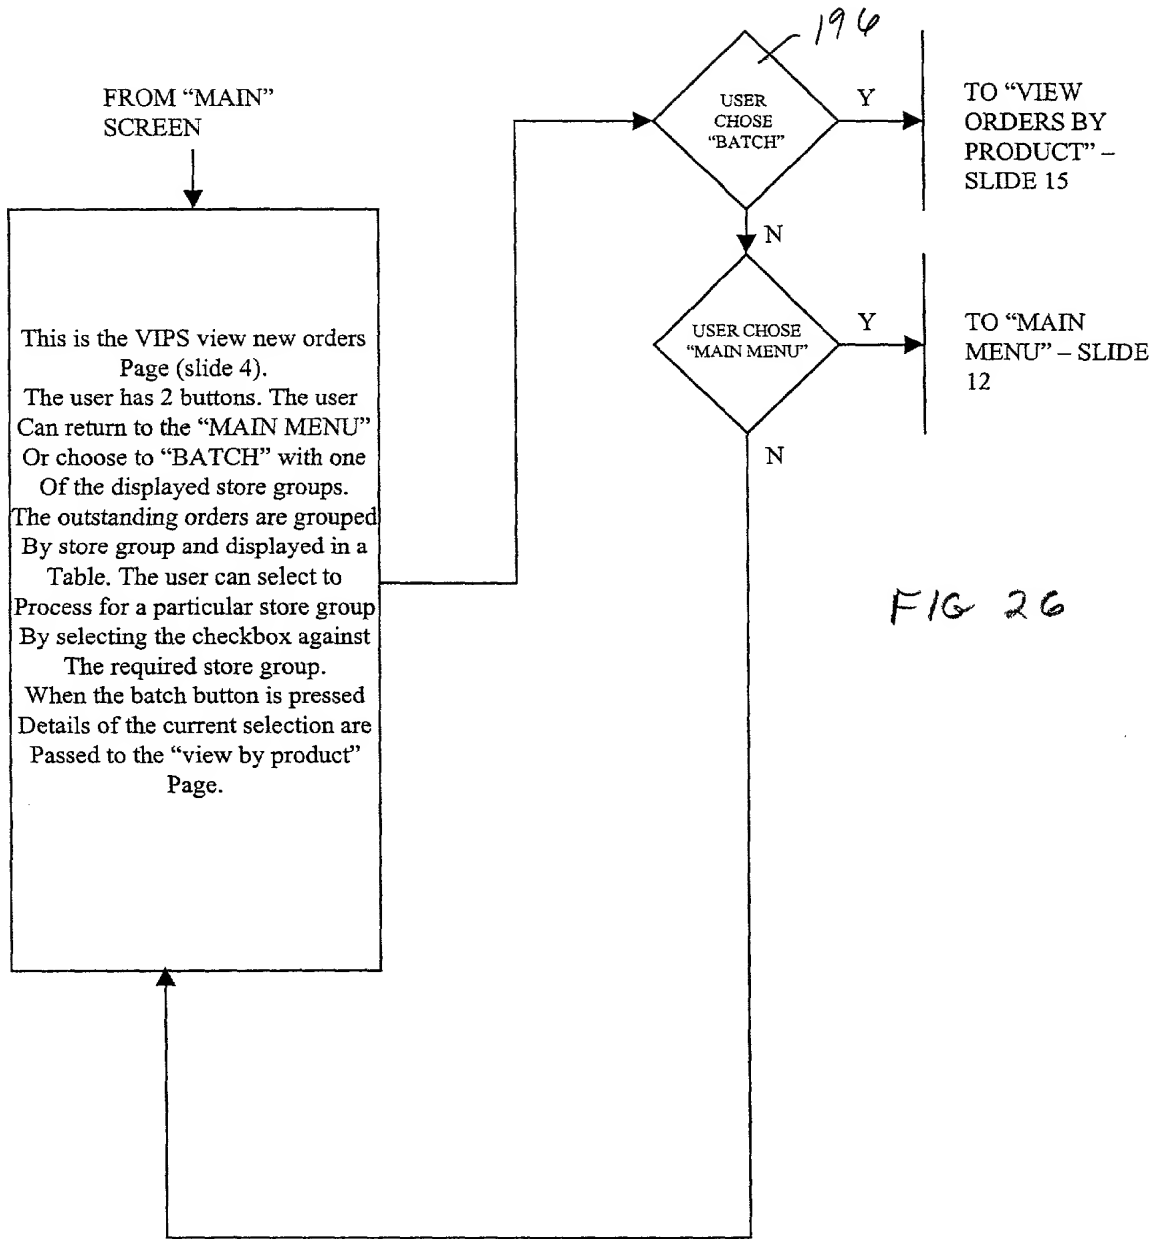 196
FROM “MAIN”
SCREEN
USER
CHOSE
“BATCH”
Y
TO “VIEW
ORDERS BY
PRODUCT” –
SLIDE 15
N
This is the VIPS view new orders
Page (slide 4).
The user has 2 buttons. The user
Can return to the “MAIN MENU”
Or choose to “BATCH” with one
Of the displayed store groups.
The outstanding orders are grouped
By store group and displayed in a
Table. The user can select to
Process for a particular store group
By selecting the checkbox against
The required store group.
When the batch button is pressed
Details of the current selection are
Passed to the “view by product”
Page.
USER CHOSE
“MAIN MENU”
Y
TO “MAIN
MENU” – SLIDE
12
N
FIG 26